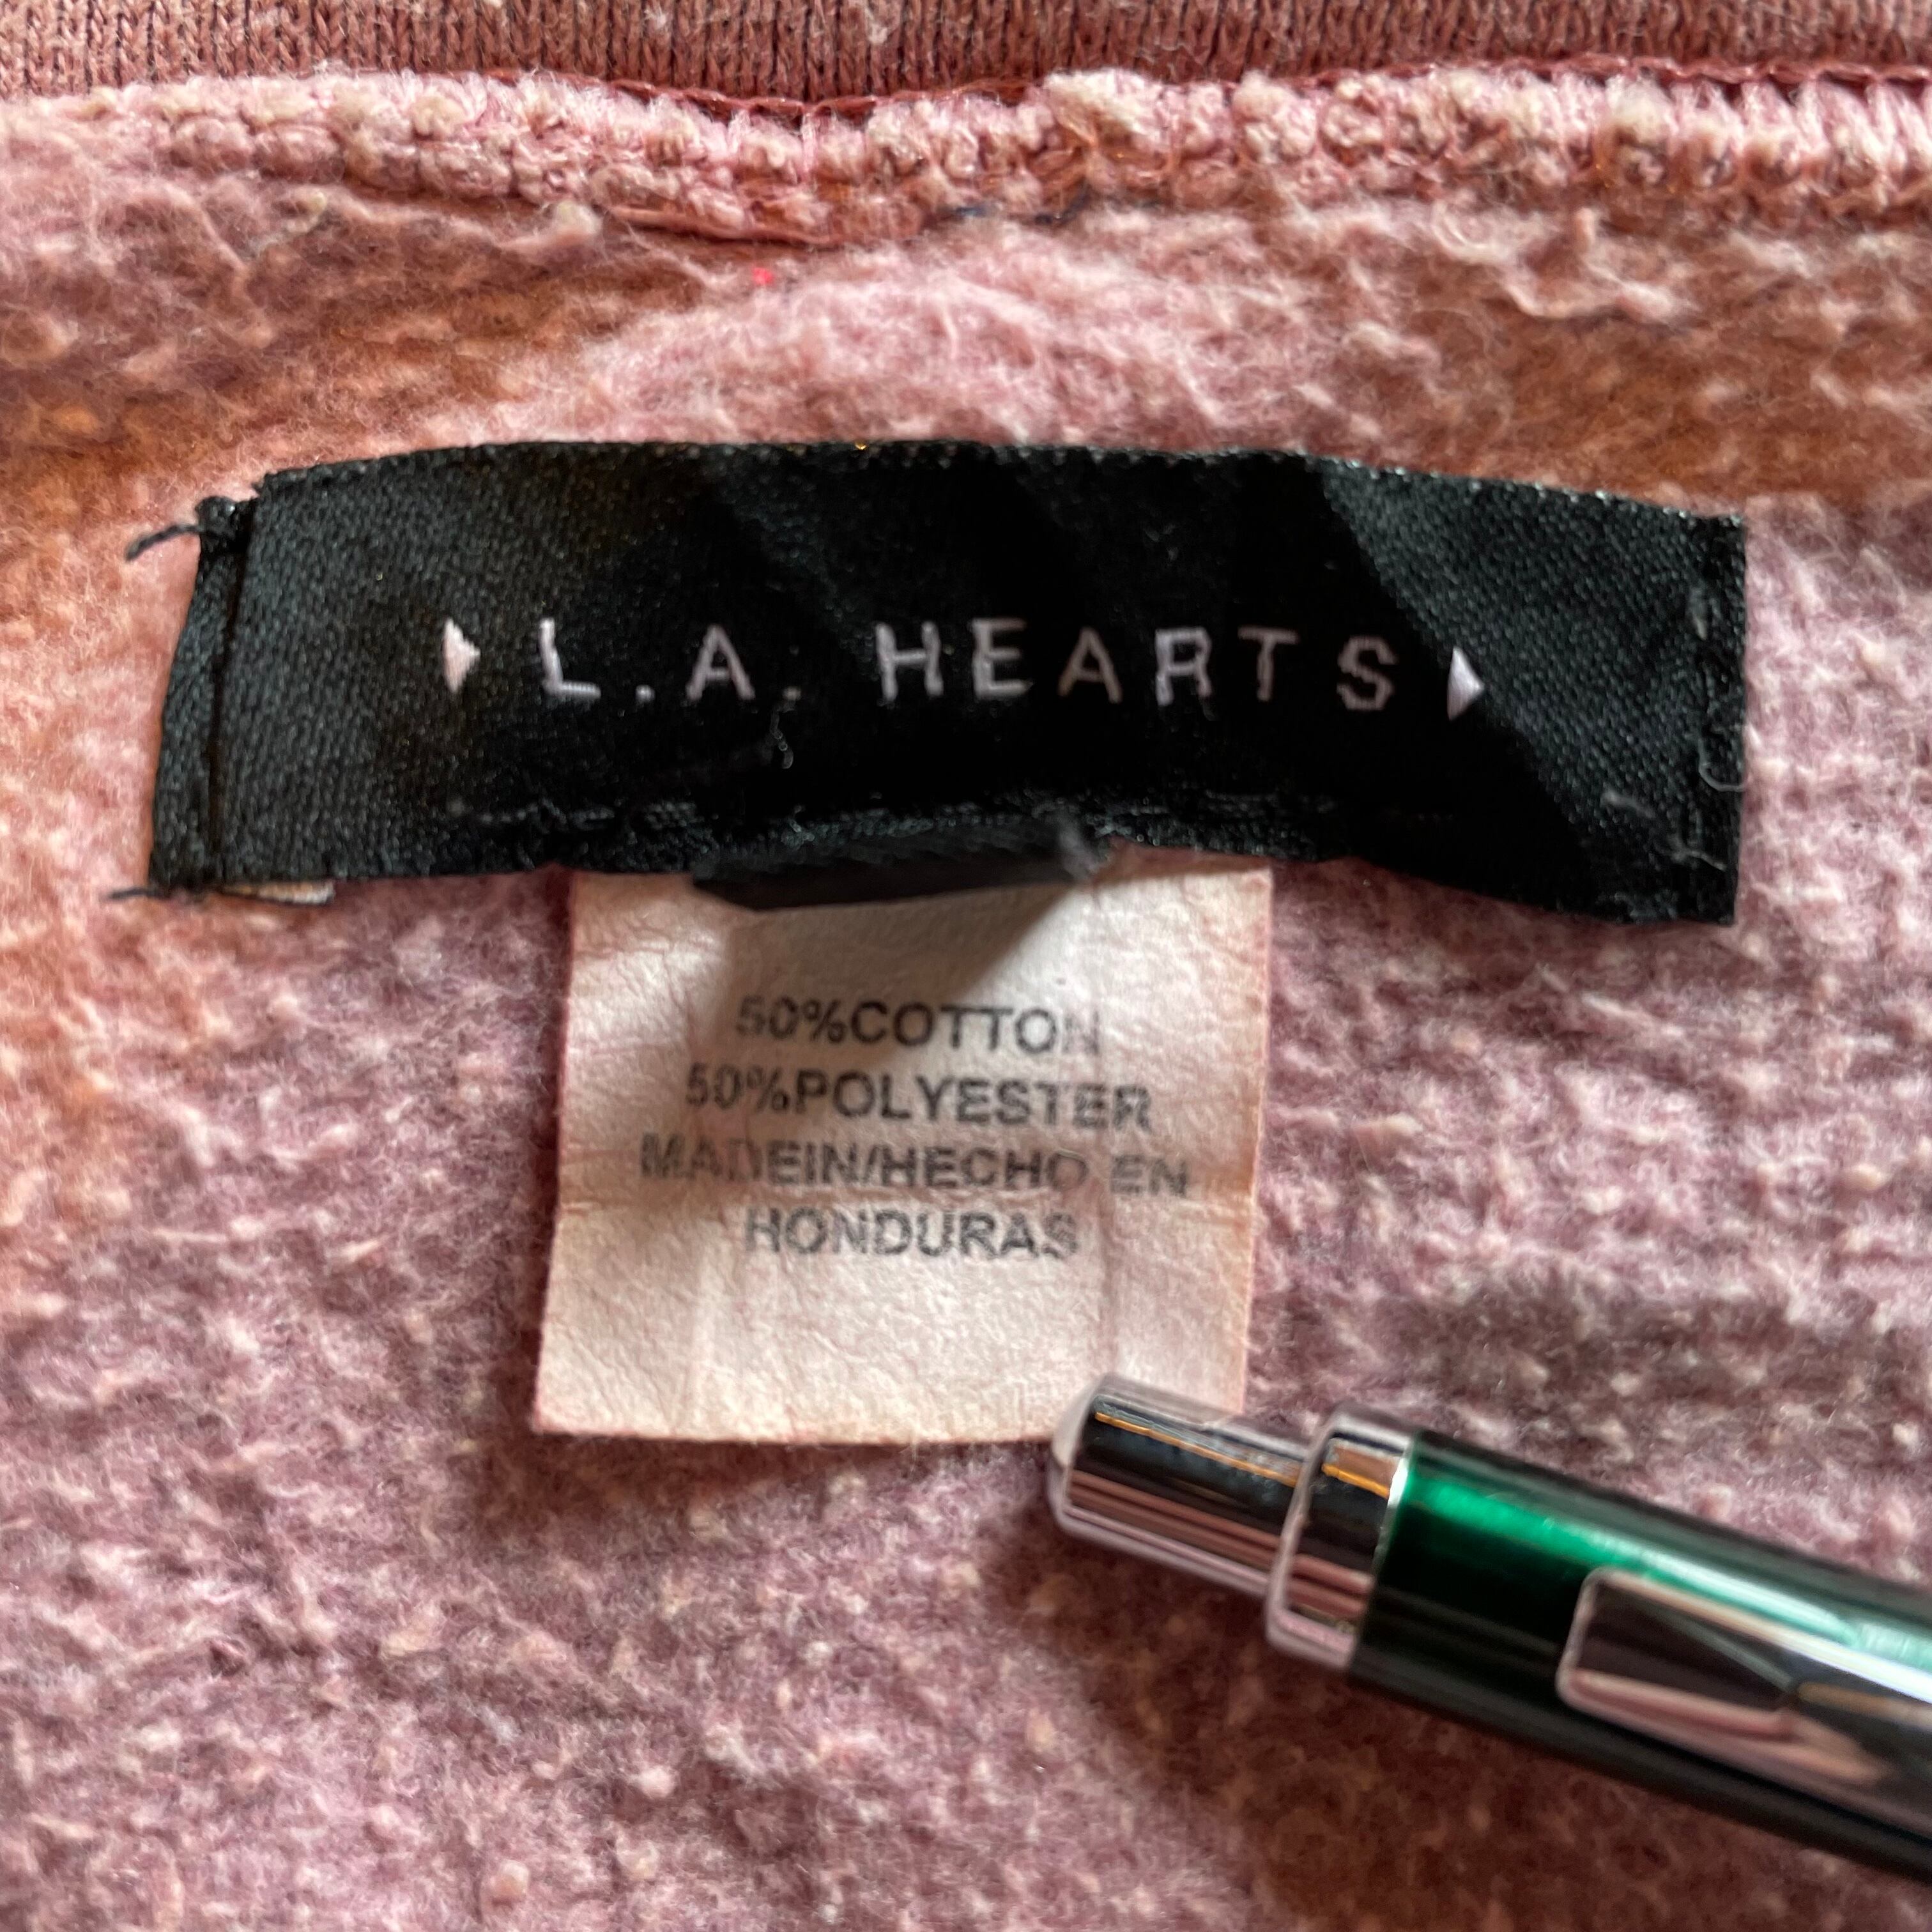 L.A. HEARTS
50%COTTON
50%POLYESTER
MADEIN/HECHO EN
HONDURAS